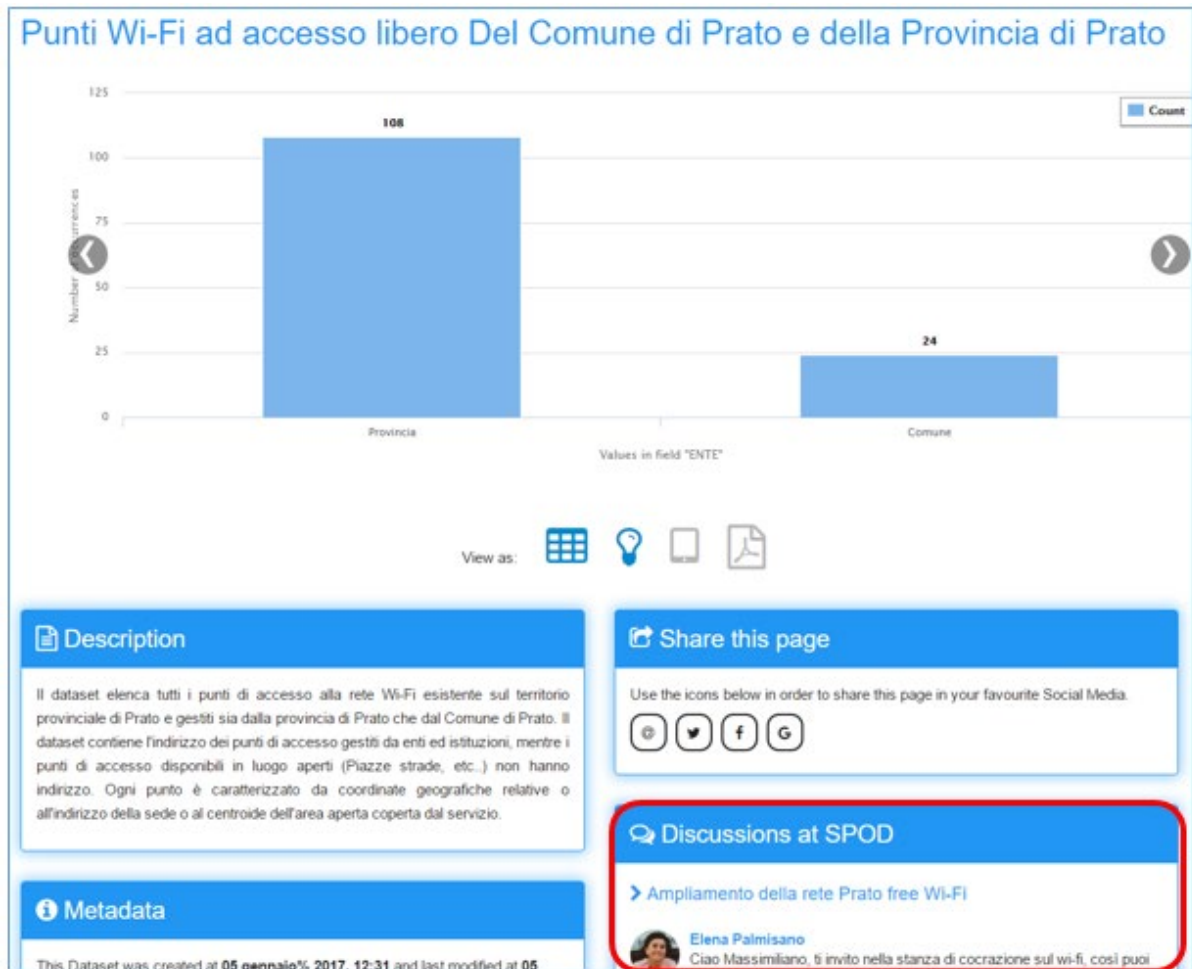 Punti Wi-Fi ad accesso libero Del Comune di Prato e della Provincia di Prato
125
100
75
50
25
0
Number
108
24
Count
Provincia
Comune
Values in field "ENTE"
View as:
Description
Il dataset elenca tutti i punti di accesso alla rete Wi-Fi esistente sul territorio
provinciale di Prato e gestiti sia dalla provincia di Prato che dal Comune di Prato. Il
dataset contiene l'indirizzo dei punti di accesso gestiti da enti ed istituzioni, mentre i
punti di accesso disponibili in luogo aperti (Piazze strade, etc..) non hanno
indirizzo. Ogni punto è caratterizzato da coordinate geografiche relative o
all'indirizzo della sede o al centroide dell'area aperta coperta dal servizio.
Metadata
This Dataset was created at 05 gennaio% 2017, 12:31 and last modified at 05
Share this page
Use the icons below in order to share this page in your favourite Social Media.
@ f G
Discussions at SPOD
Ampliamento della rete Prato free Wi-Fi
Elena Palmisano
Ciao Massimiliano, ti invito nella stanza di cocrazione sul wi-fi, così puoi